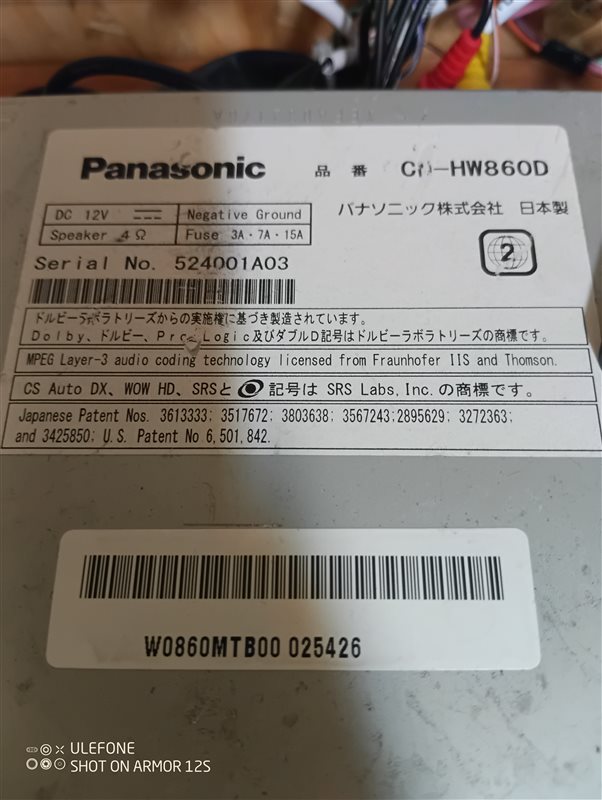 Panasonic 品 番 CN-HW860D
DC 12V Negative Ground
Speaker 4Ω Fuse 3A・7A・15A
パナソニック株式会社 日本製
Serial No. 524001A03
2
ドルビーラボラトリーズからの実施権に基づき製造されています。
Dolby、ドルビー、Pro Logic及びダブルD記号はドルビーラボラトリーズの商標です。
MPEG Layer-3 audio coding technology licensed from Fraunhofer IIS and Thomson.
CS Auto DX、WOW HD、SRSと 記号は SRS Labs,Inc.の商標です。
Japanese Patent Nos. 3613333; 3517672; 3803638; 3567243;2895629; 3272363;
and 3425850; U.S. Patent No 6,501,842.
W0860MTB00 025426
ULEFONE
SHOT ON ARMOR 12S